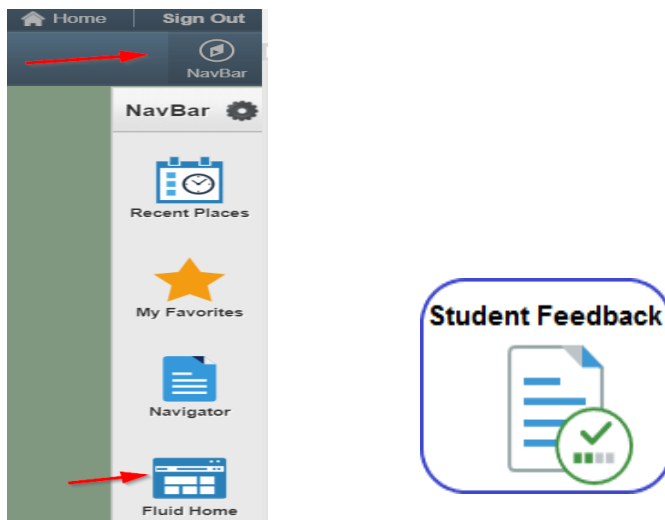 Home Sign Out
NavBar
NavBar
Recent Places
My Favorites
Navigator
Fluid Home
Student Feedback